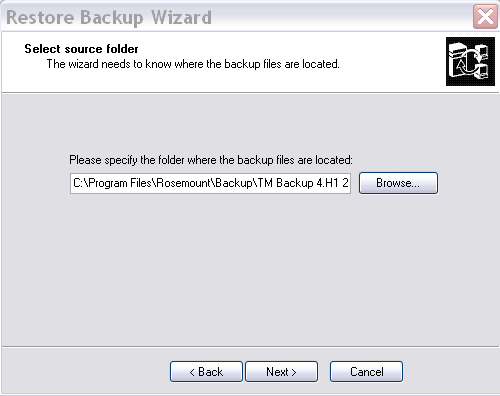 Restore Backup Wizard
Select source folder
The wizard needs to know where the backup files are located.
Please specify the folder where the backup files are located:
C:\Program Files\Rosemount\Backup\TM Backup 4.H1 2
Browse...
< Back
Next >
Cancel